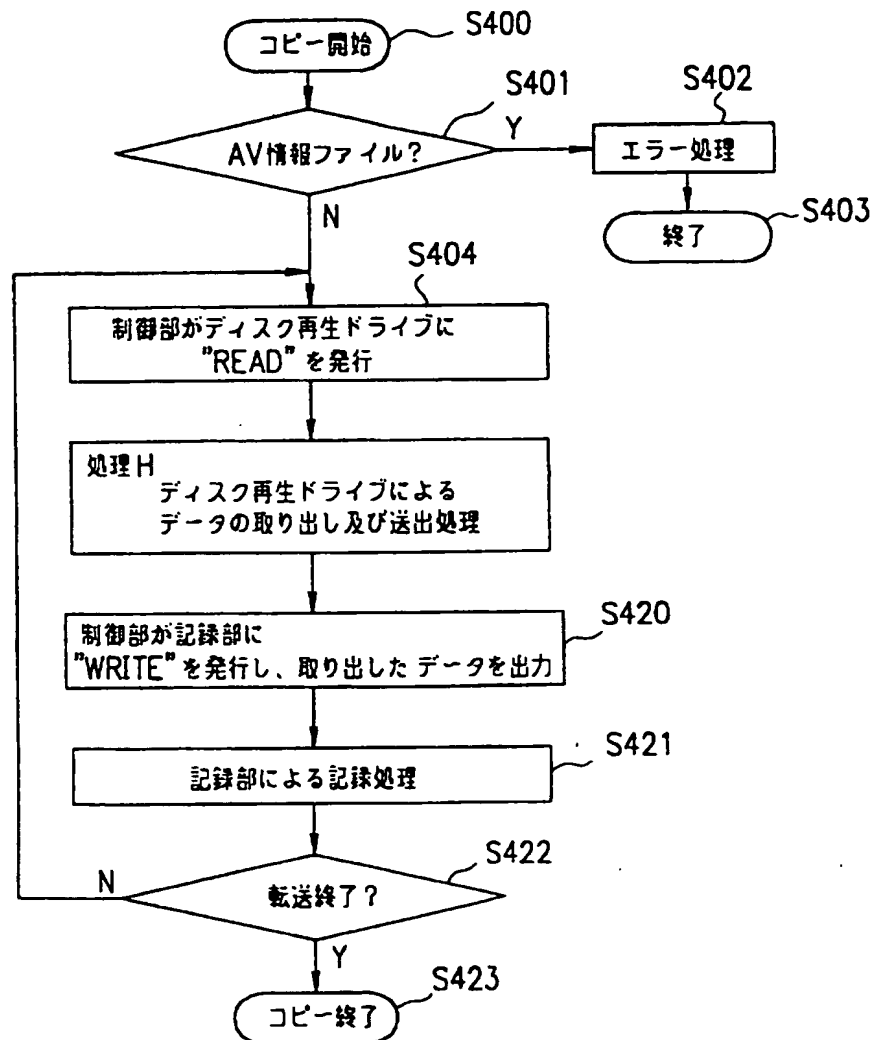 コピー開始
S400
S401
AV情報ファイル?
Y
S402
エラー処理
N
終了
S403
S404
制御部がディスク再生ドライブに
"READ"を発行
処理H
ディスク再生ドライブによる
データの取り出し及び送出処理
S420
制御部が記録部に
"WRITE"を発行し、取り出したデータを出力
S421
記録部による記録処理
S422
N
転送終了?
Y
S423
コピー終了